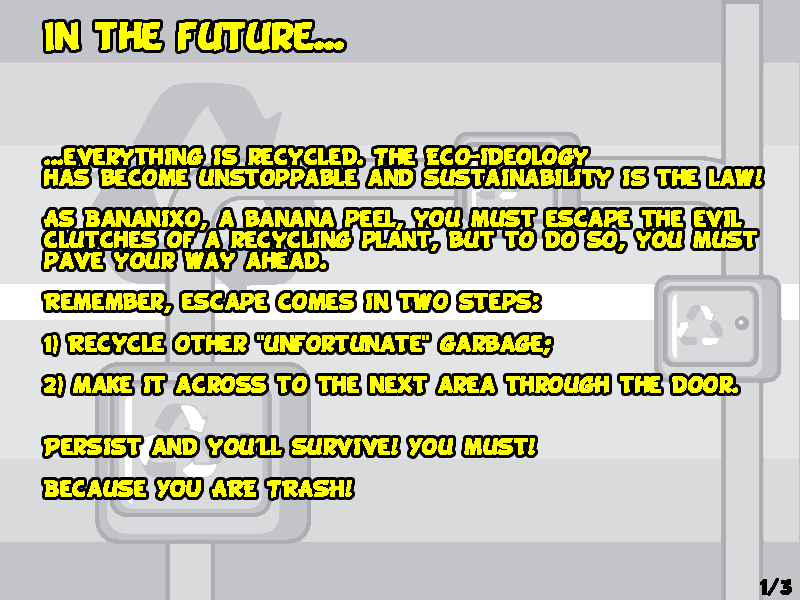 IN THE FUTURE...
...EVERYTHING IS RECYCLED. THE ECO-IDEOLOGY
HAS BECOME UNSTOPPABLE AND SUSTAINABILITY IS THE LAW!
AS BANANIXO, A BANANA PEEL, YOU MUST ESCAPE THE EVIL
CLUTCHES OF A RECYCLING PLANT, BUT TO DO SO, YOU MUST
PAVE YOUR WAY AHEAD.
REMEMBER, ESCAPE COMES IN TWO STEPS:
1) RECYCLE OTHER "UNFORTUNATE" GARBAGE;
2) MAKE IT ACROSS TO THE NEXT AREA THROUGH THE DOOR.
PERSIST AND YOU'LL SURVIVE! YOU MUST!
BECAUSE YOU ARE TRASH!
1/3